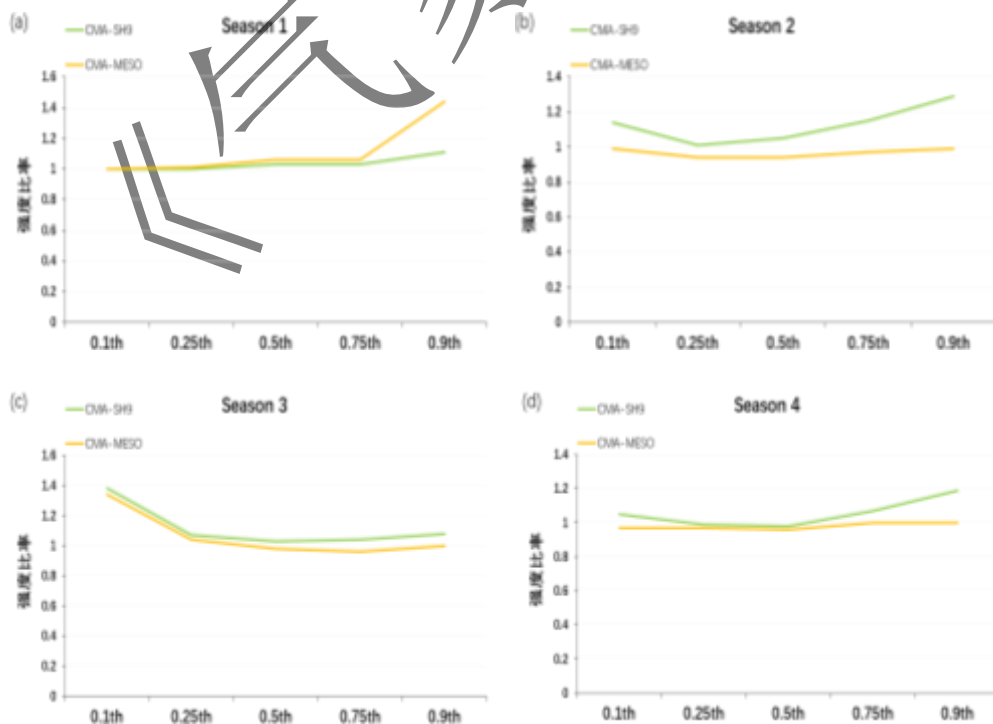 (a)
Season 1
CMA-SH9
CMA-MESO
1.6
1.4
1.2
1
0.8
0.6
0.4
0.2
0
强度比率
0.1th 0.25th 0.5th 0.75th 0.9th
(b)
Season 2
CMA-SH9
CMA-MESO
1.4
1.2
1
0.8
0.6
0.4
0.2
0
强度比率
0.1th 0.25th 0.5th 0.75th 0.9th
(c)
Season 3
CMA-SH9
CMA-MESO
1.6
1.4
1.2
1
0.8
0.6
0.4
0.2
0
强度比率
0.1th 0.25th 0.5th 0.75th 0.9th
(d)
Season 4
CMA-SH9
CMA-MESO
1.4
1.2
1
0.8
0.6
0.4
0.2
0
强度比率
0.1th 0.25th 0.5th 0.75th 0.9th
《气